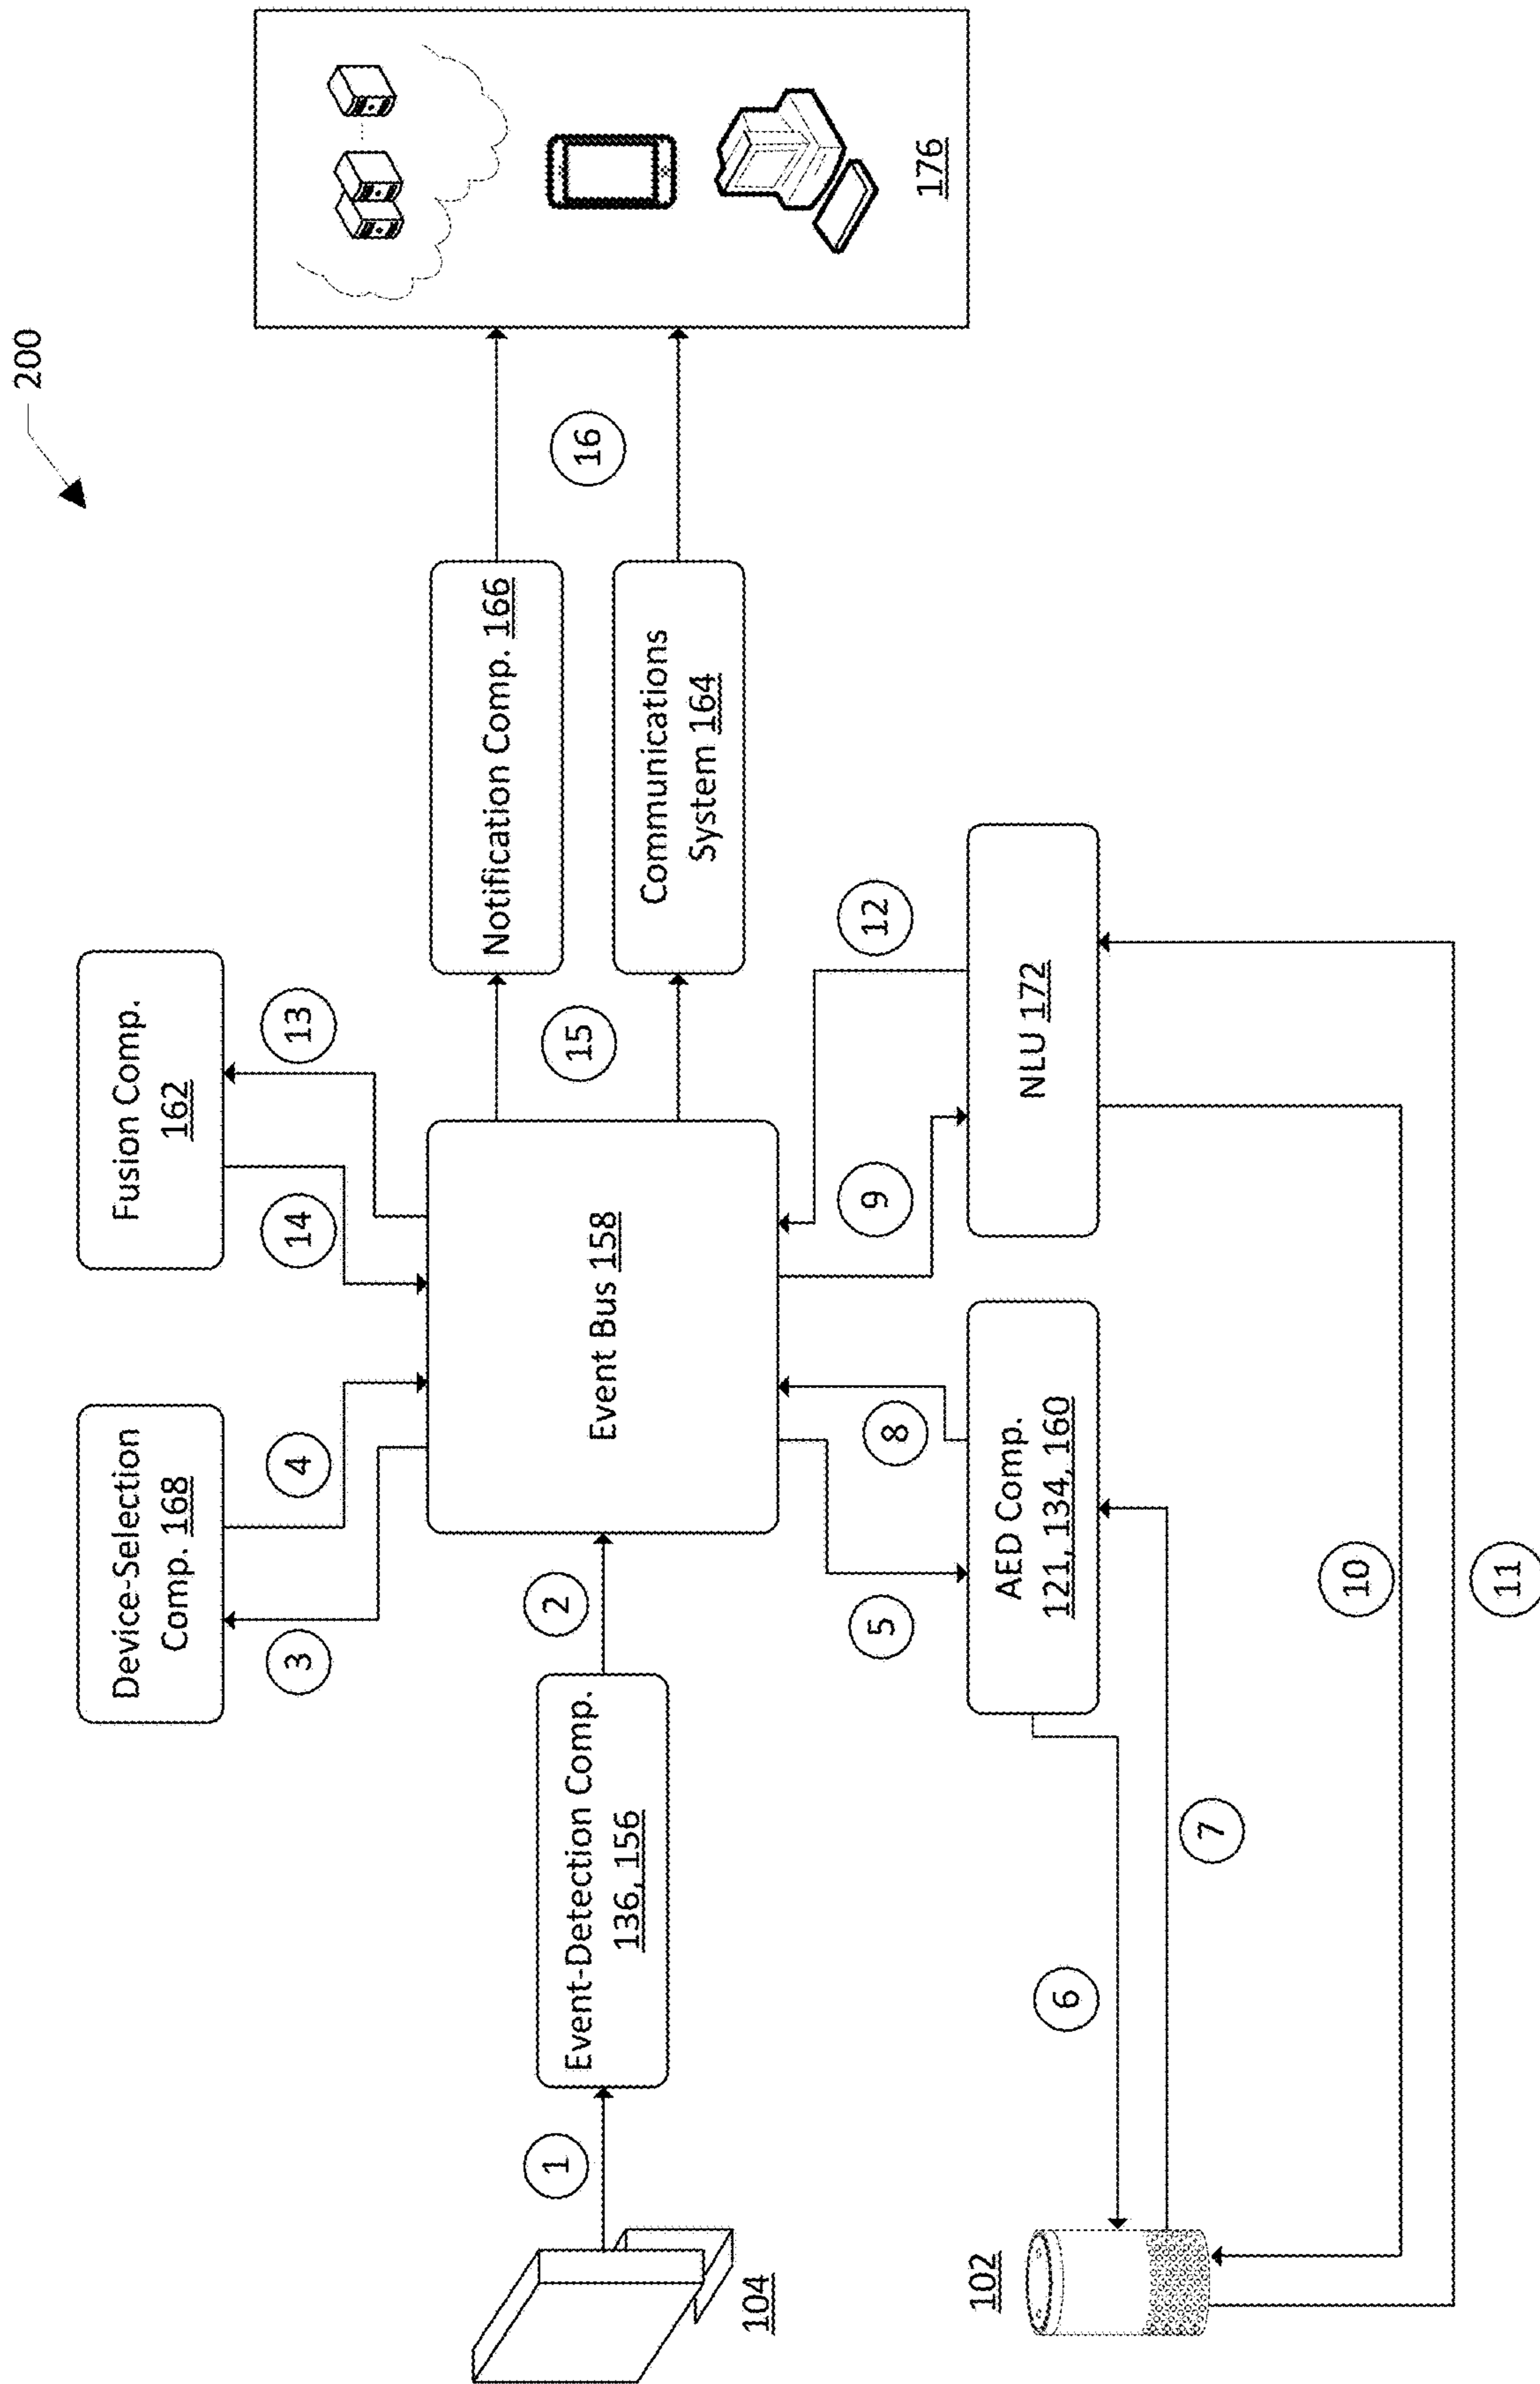 200
Device-Selection
Comp. 168
Fusion Comp.
162
3
4
14
13
104
1
Event-Detection Comp.
136, 156
2
Event Bus 158
15
Notification Comp. 166
Communications
System 164
16
176
5
8
9
12
102
6
7
AED Comp.
121, 134, 160
NLU 172
10
11